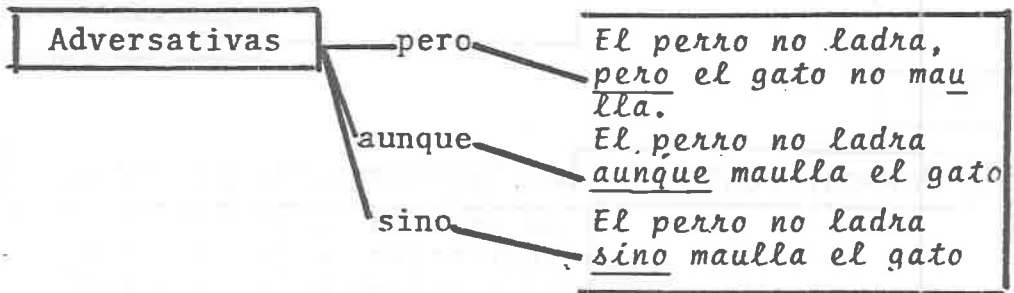 Adversativas
pero
El perro no ladra,
pero el gato no mau
lla.
aunque
El perro no ladra
aunque maulla el gato
sino
El perro no ladra
sino maulla el gato